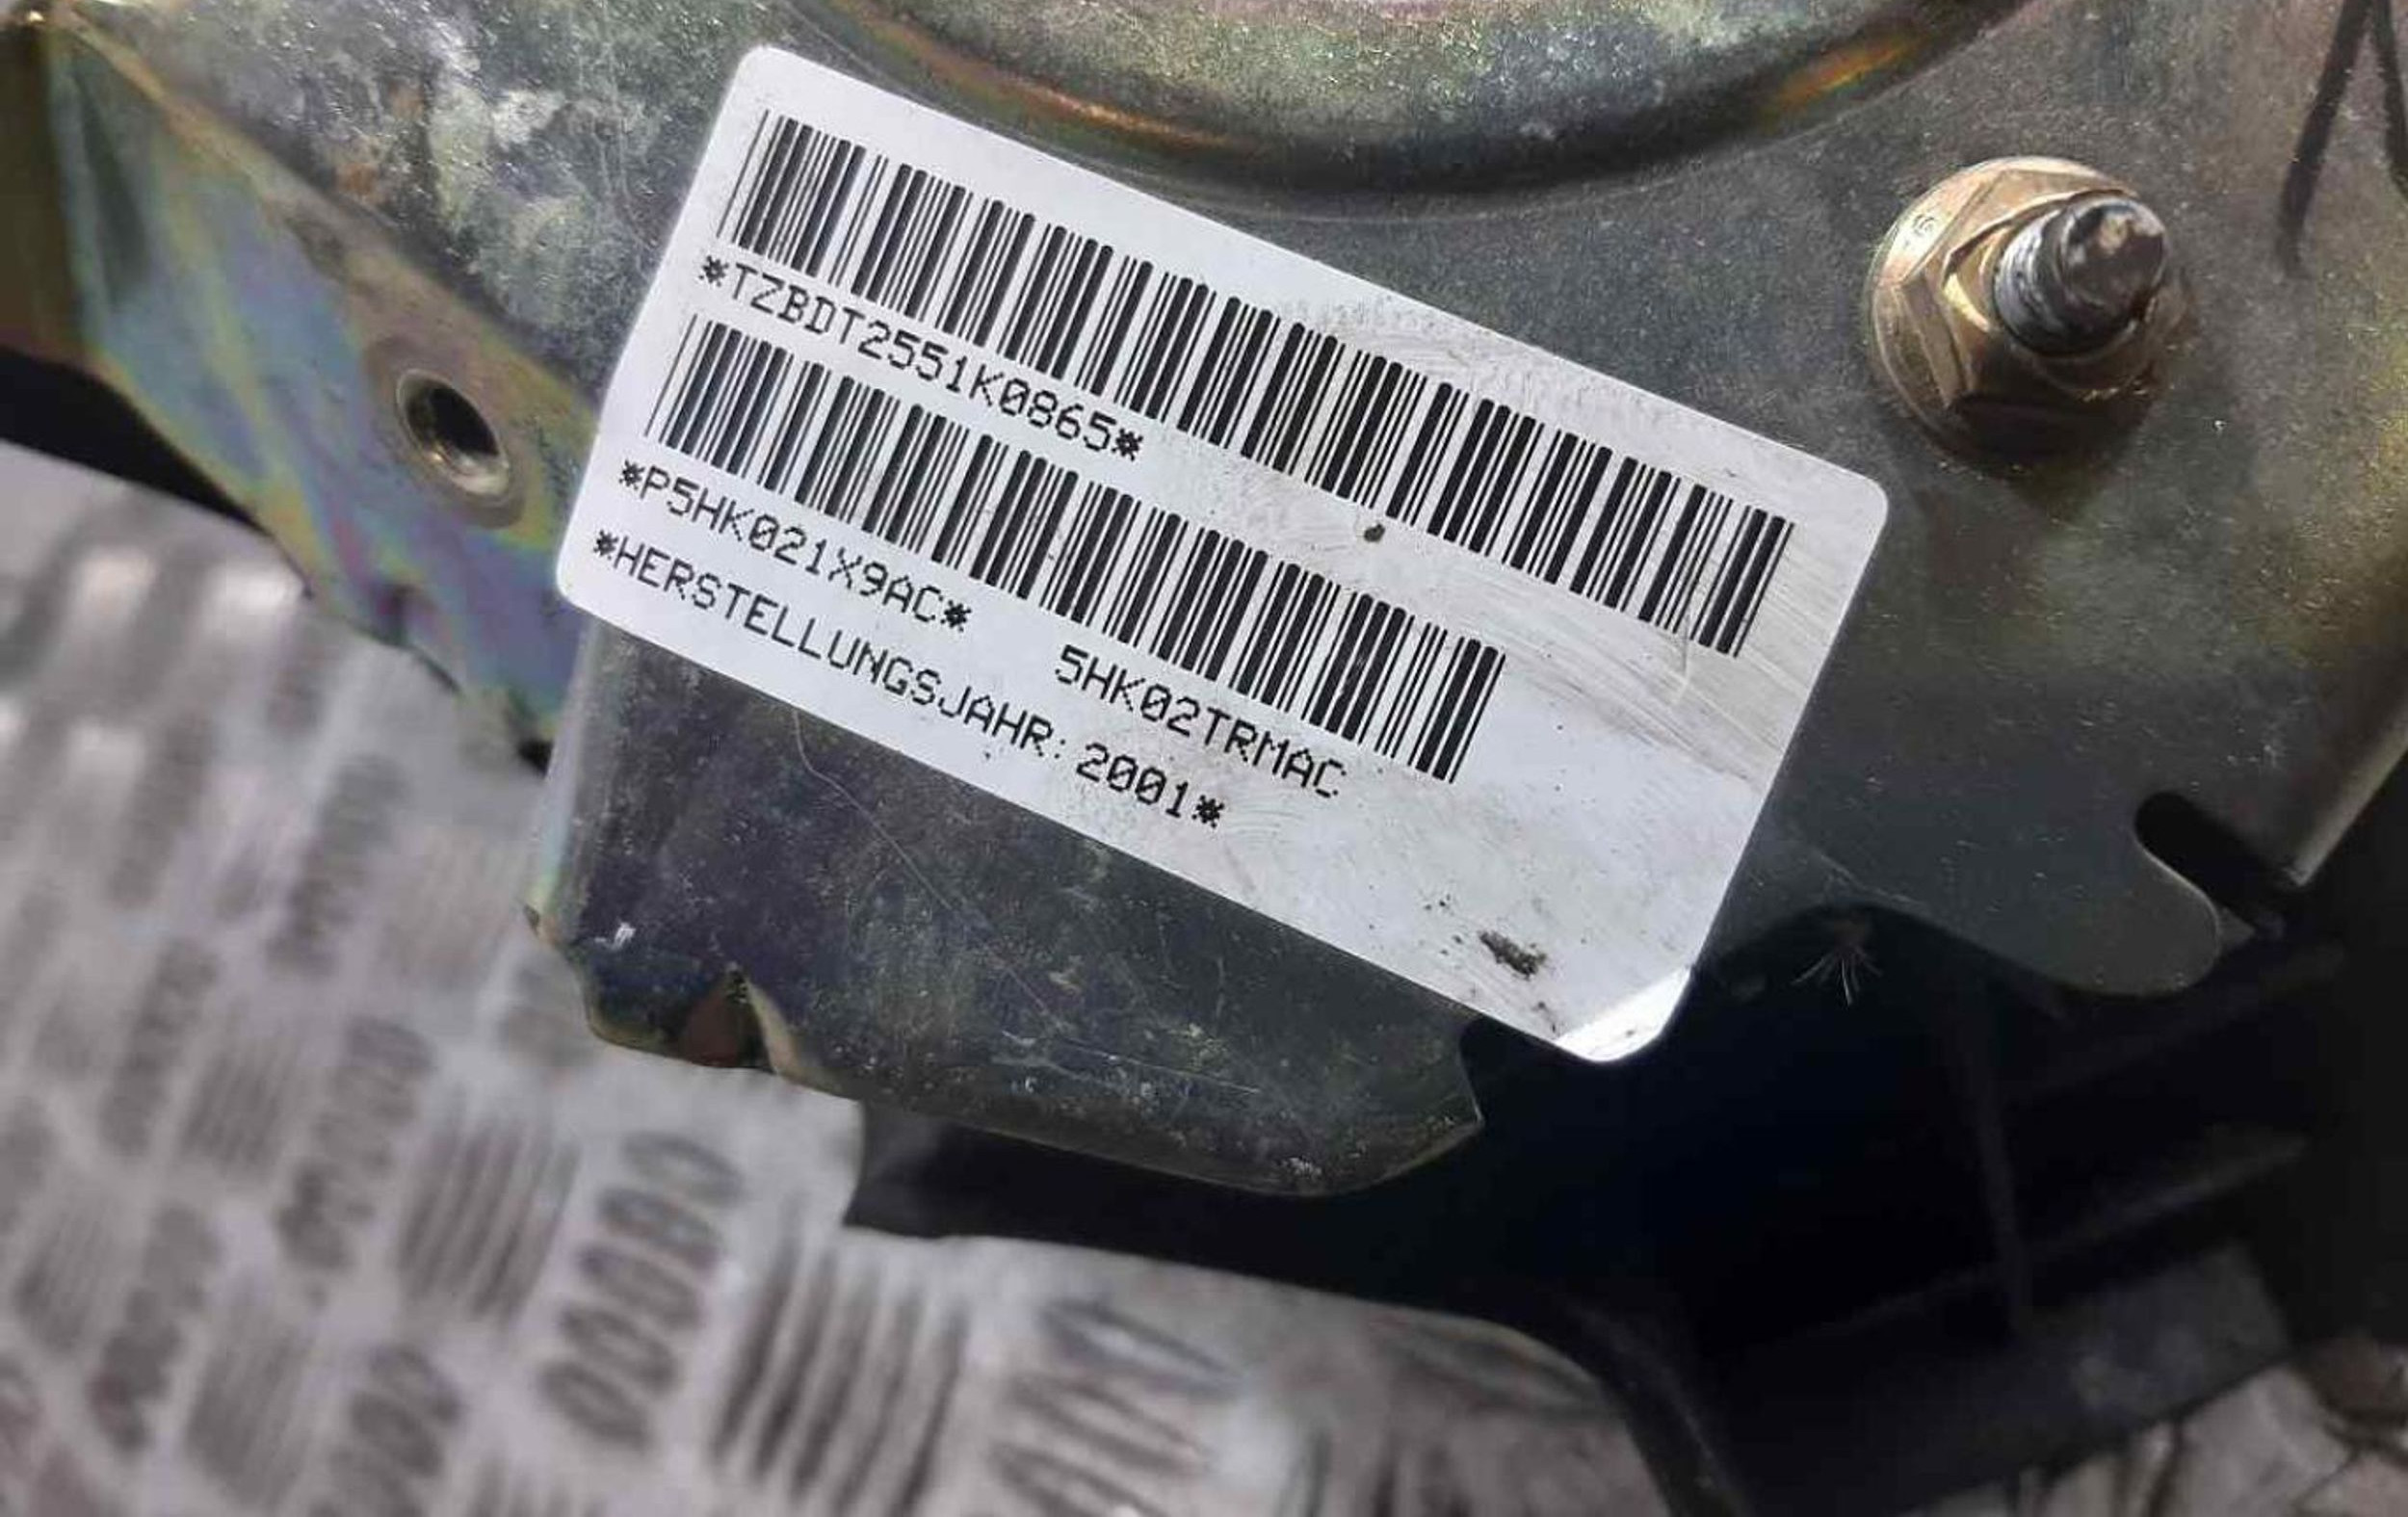 *TZBDT2551K0865*
*P5HK021X9AC* 5HK02TRMAC
*HERSTELLUNGSJAHR: 2001*